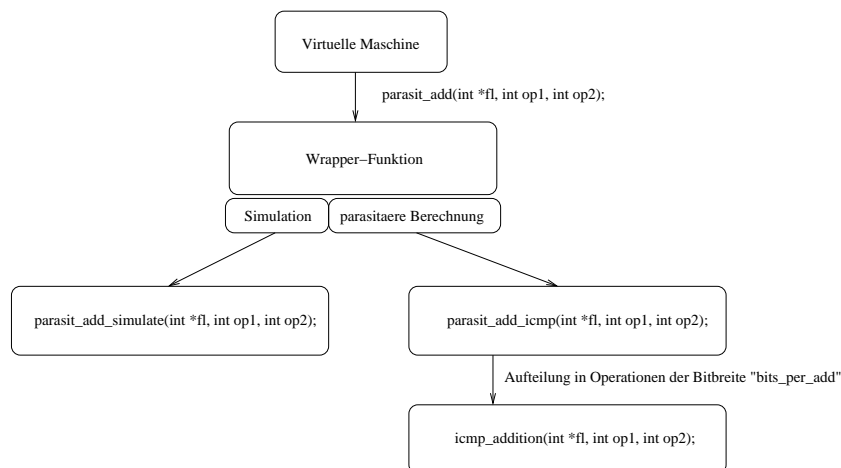 Virtuelle Maschine
parasit_add(int *fl, int op1, int op2);
Wrapper−Funktion
Simulation
parasitaere Berechnung
parasit_add_simulate(int *fl, int op1, int op2);
parasit_add_icmp(int *fl, int op1, int op2);
Aufteilung in Operationen der Bitbreite "bits_per_add"
icmp_addition(int *fl, int op1, int op2);